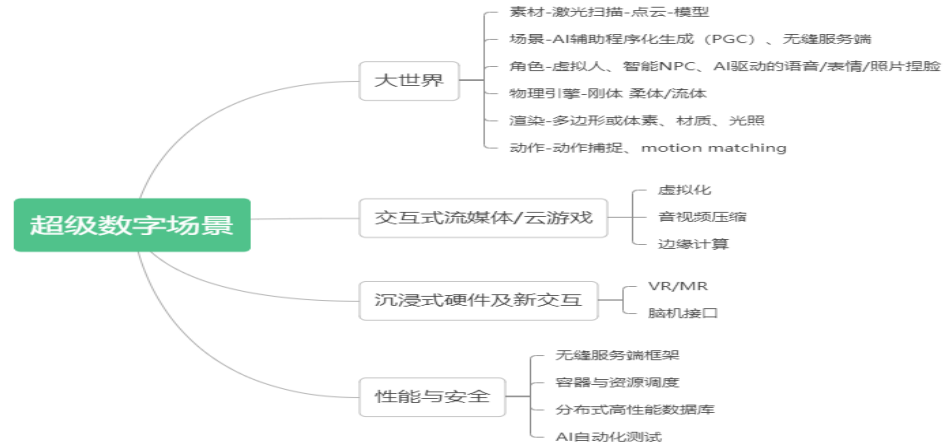 超级数字场景
大世界
素材-激光扫描-点云-模型
场景-AI辅助程序化生成（PGC）、无缝服务端
角色-虚拟人、智能NPC、AI驱动的语音/表情/照片捏脸
物理引擎-刚体 柔体/流体
渲染-多边形或体素、材质、光照
动作-动作捕捉、motion matching
交互式流媒体/云游戏
虚拟化
音视频压缩
边缘计算
沉浸式硬件及新交互
VR/MR
脑机接口
性能与安全
无缝服务端框架
容器与资源调度
分布式高性能数据库
AI自动化测试